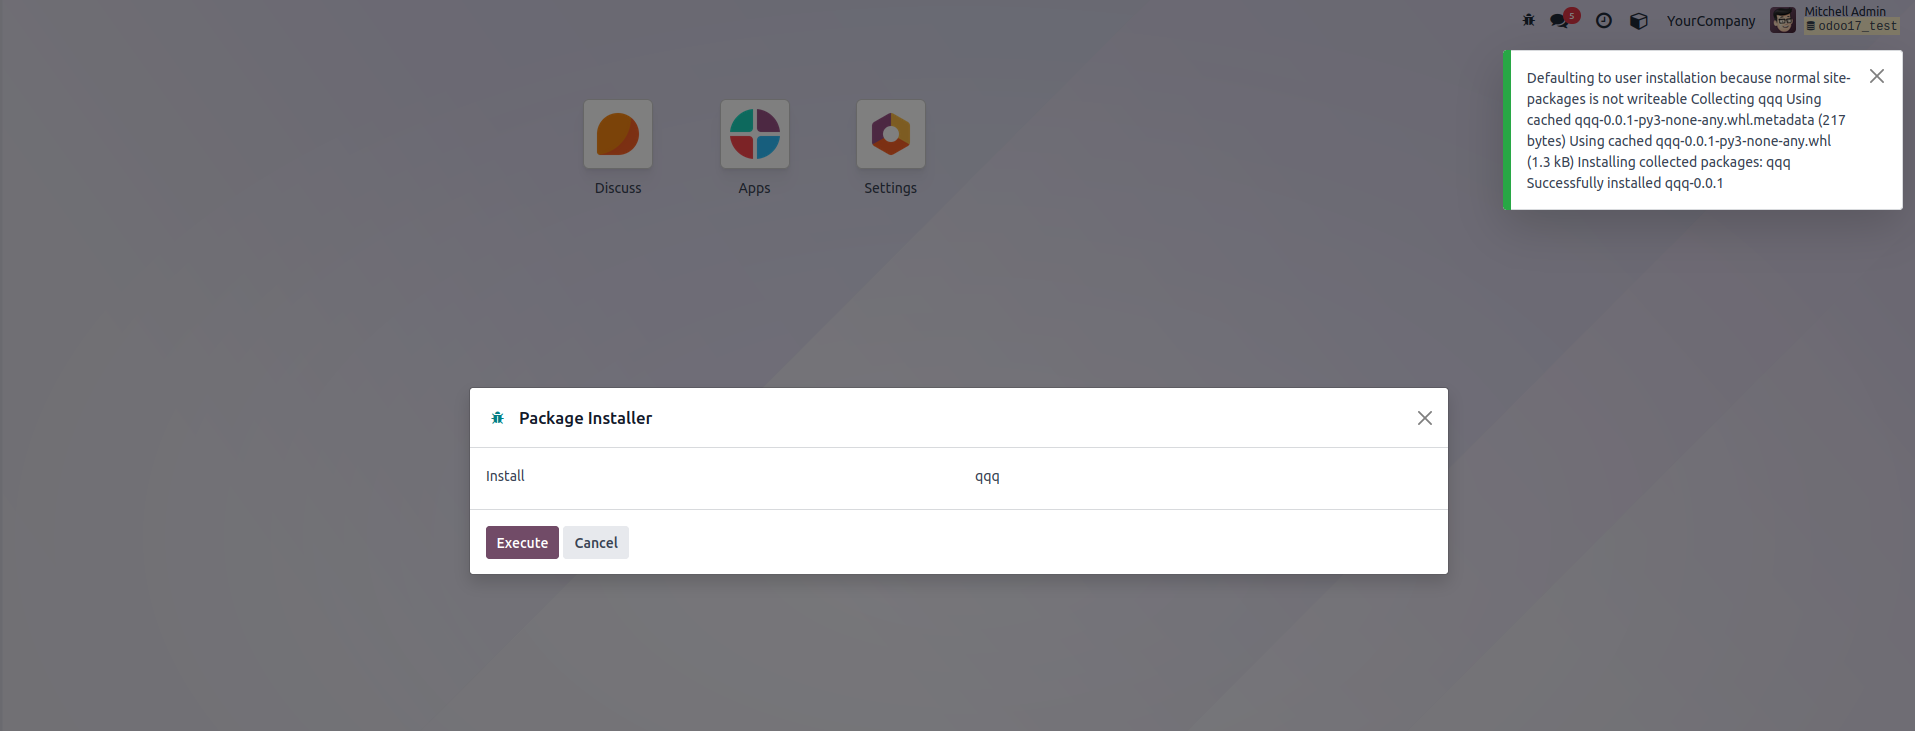 5
YourCompany
Mitchell Admin
odoo17_test
Defaulting to user installation because normal site-
packages is not writeable Collecting qqq Using
cached qqq-0.0.1-py3-none-any.whl.metadata (217
bytes) Using cached qqq-0.0.1-py3-none-any.whl
(1.3 kB) Installing collected packages: qqq
Successfully installed qqq-0.0.1
Discuss
Apps
Settings
Package Installer
Install
qqq
Execute
Cancel